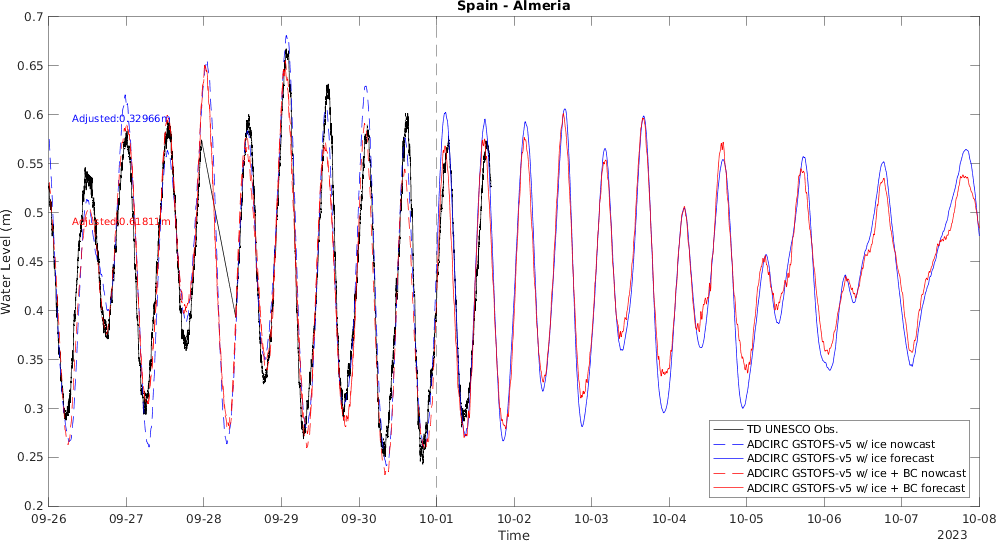 Spain - Almeria
0.7
0.65
0.6
0.55
0.5
0.45
0.4
0.35
0.3
0.25
0.2
Water Level (m)
Adjusted:0.32966m
Adjusted:0.61811m
TD UNESCO Obs.
ADCIRC GSTOFS-v5 w/ ice nowcast
ADCIRC GSTOFS-v5 w/ ice forecast
ADCIRC GSTOFS-v5 w/ ice + BC nowcast
ADCIRC GSTOFS-v5 w/ ice + BC forecast
09-26 09-27 09-28 09-29 09-30 10-01 10-02 10-03 10-04 10-05 10-06 10-07 10-08
Time
2023